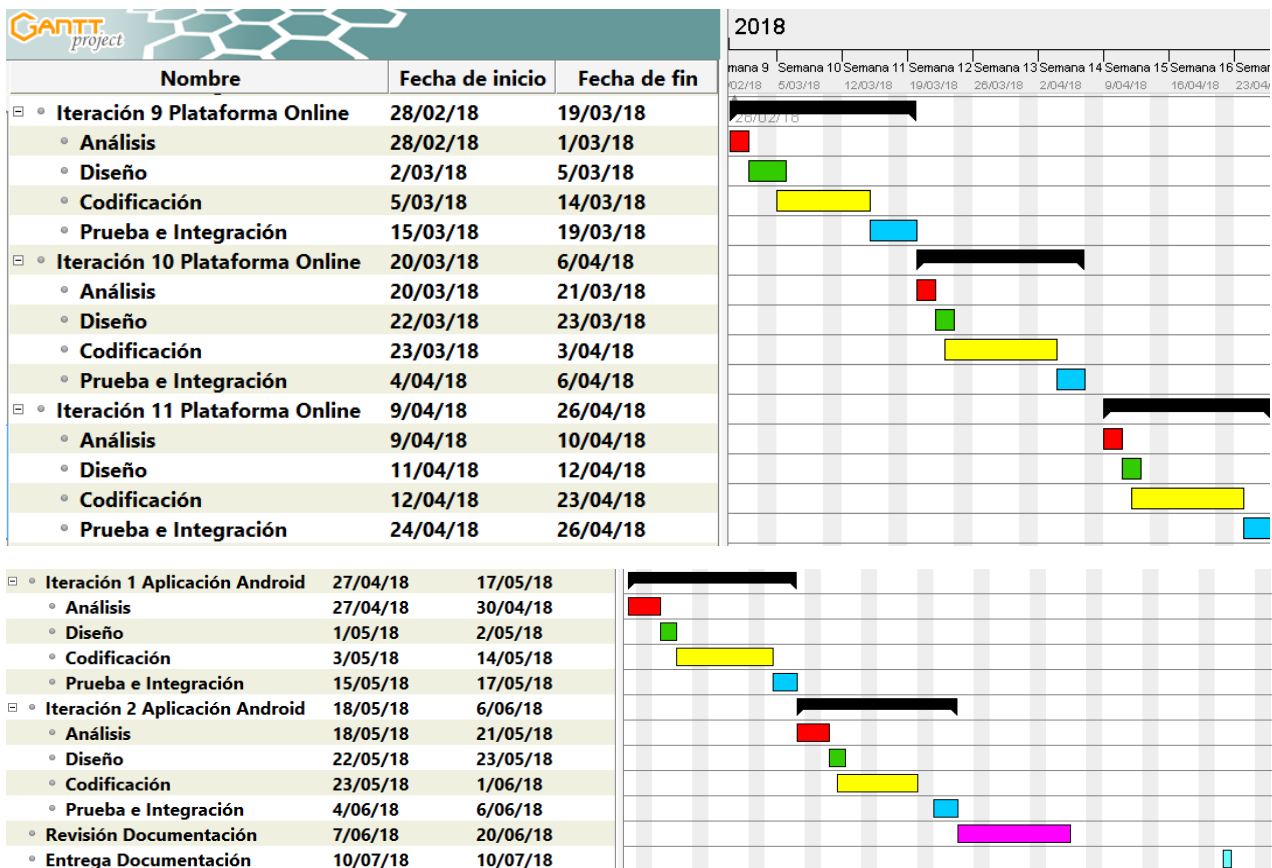 GANTT project
2018
Nombre Fecha de inicio Fecha de fin
mana 9 Semana 10 Semana 11 Semana 12 Semana 13 Semana 14 Semana 15 Semana 16 Seman
/02/18 5/03/18 12/03/18 19/03/18 26/03/18 2/04/18 9/04/18 16/04/18 23/04/
Iteración 9 Plataforma Online 28/02/18 19/03/18
28/02/18
Análisis 28/02/18 1/03/18
Diseño 2/03/18 5/03/18
Codificación 5/03/18 14/03/18
Prueba e Integración 15/03/18 19/03/18
Iteración 10 Plataforma Online 20/03/18 6/04/18
Análisis 20/03/18 21/03/18
Diseño 22/03/18 23/03/18
Codificación 23/03/18 3/04/18
Prueba e Integración 4/04/18 6/04/18
Iteración 11 Plataforma Online 9/04/18 26/04/18
Análisis 9/04/18 10/04/18
Diseño 11/04/18 12/04/18
Codificación 12/04/18 23/04/18
Prueba e Integración 24/04/18 26/04/18
Iteración 1 Aplicación Android 27/04/18 17/05/18
Análisis 27/04/18 30/04/18
Diseño 1/05/18 2/05/18
Codificación 3/05/18 14/05/18
Prueba e Integración 15/05/18 17/05/18
Iteración 2 Aplicación Android 18/05/18 6/06/18
Análisis 18/05/18 21/05/18
Diseño 22/05/18 23/05/18
Codificación 23/05/18 1/06/18
Prueba e Integración 4/06/18 6/06/18
Revisión Documentación 7/06/18 20/06/18
Entrega Documentación 10/07/18 10/07/18